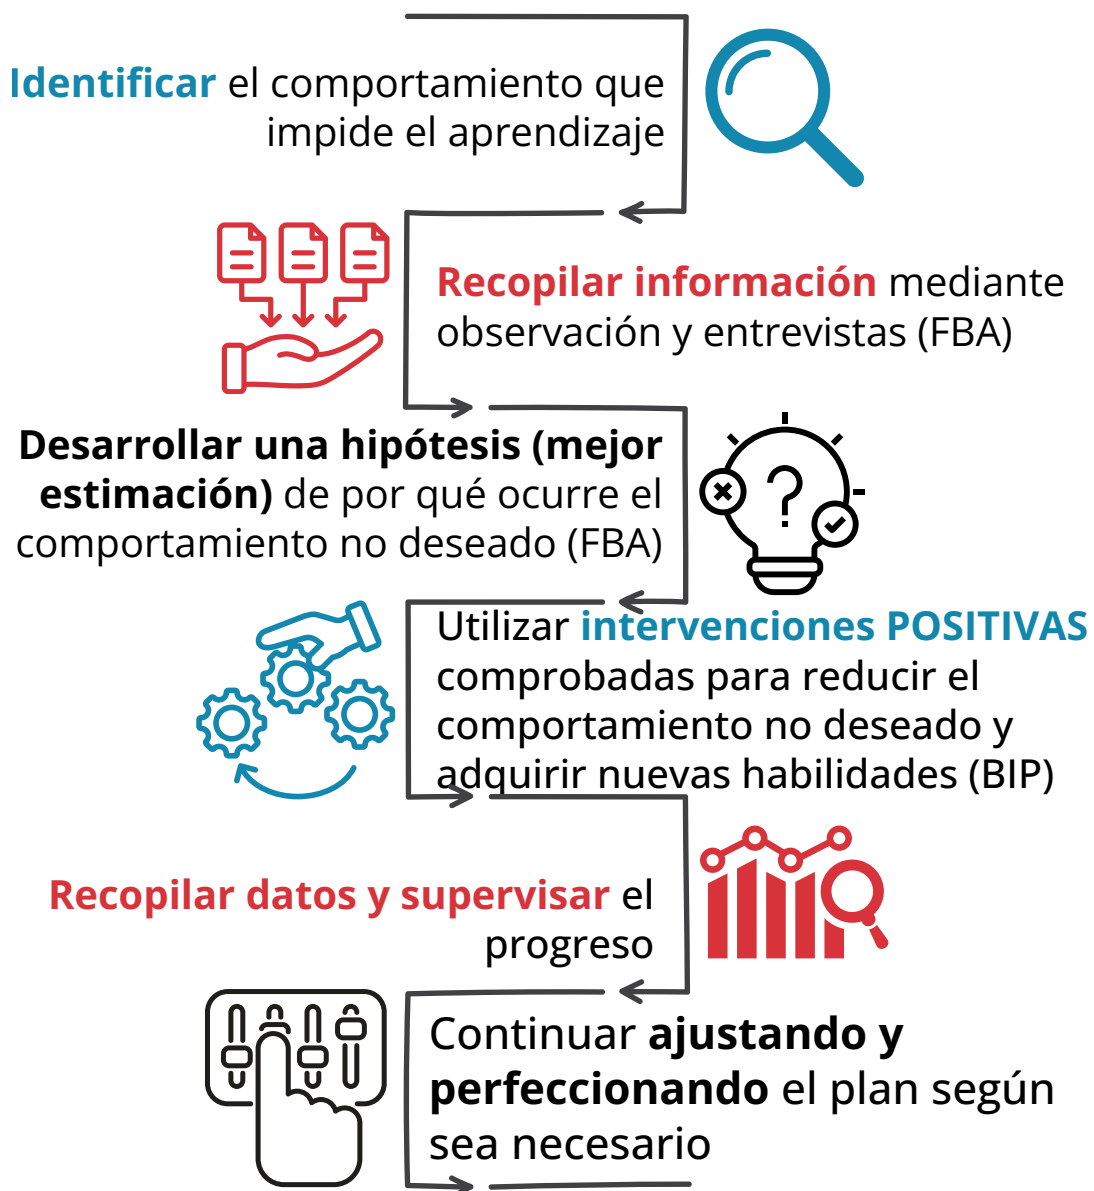 Identificar el comportamiento que
impide el aprendizaje
Recopilar información mediante
observación y entrevistas (FBA)
Desarrollar una hipótesis (mejor
estimación) de por qué ocurre el
comportamiento no deseado (FBA)
?
Utilizar intervenciones POSITIVAS
comprobadas para reducir el
comportamiento no deseado y
adquirir nuevas habilidades (BIP)
Recopilar datos y supervisar el
progreso
Continuar ajustando y
perfeccionando el plan según
sea necesario